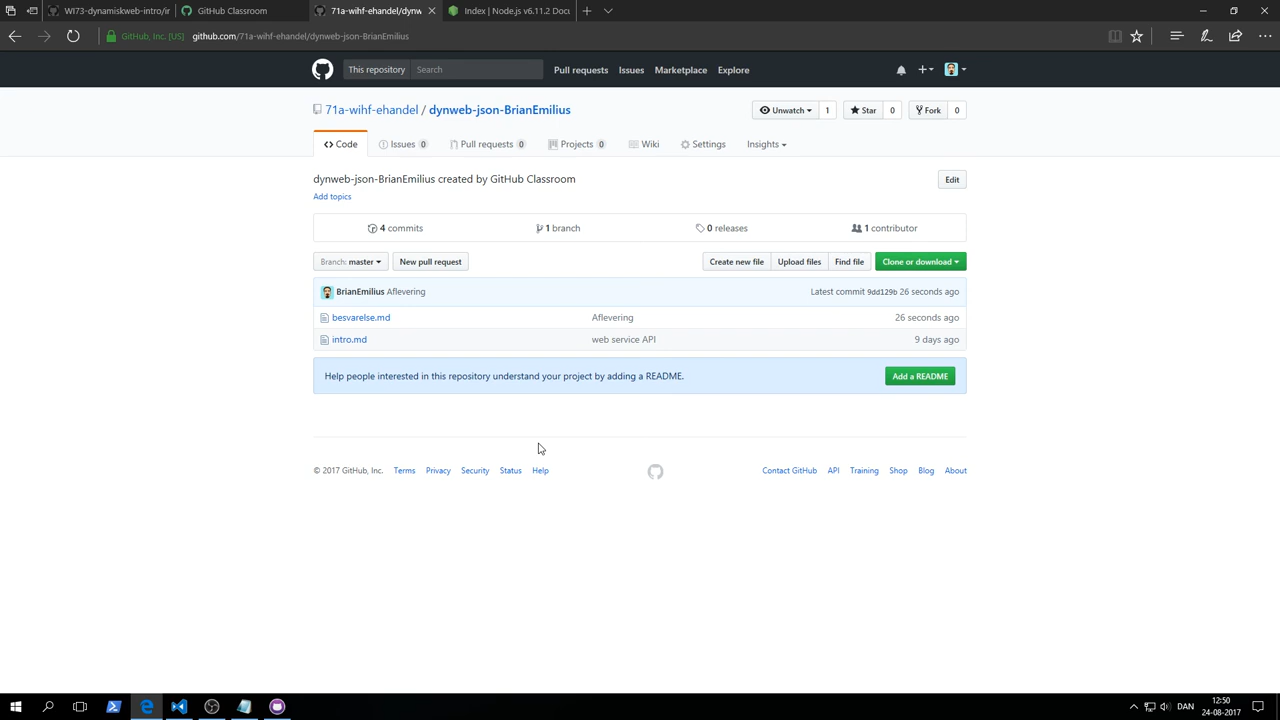 WI73-dynamiskweb-intro/ir
GitHub Classroom
71a-wihf-ehandel/dynw
Index | Node.js v6.11.2 Docu
GitHub, Inc. [US]
github.com/71a-wihf-ehandel/dynweb-json-BrianEmilius
This repository
Search
Pull requests
Issues
Marketplace
Explore
71a-wihf-ehandel / dynweb-json-BrianEmilius
Unwatch 1
Star 0
Fork 0
Code
Issues 0
Pull requests 0
Projects 0
Wiki
Settings
Insights
dynweb-json-BrianEmilius created by GitHub Classroom
Edit
Add topics
4 commits
1 branch
0 releases
1 contributor
Branch: master
New pull request
Create new file
Upload files
Find file
Clone or download
BrianEmilius Aflevering
Latest commit 9dd129b 26 seconds ago
besvarelse.md
Aflevering
26 seconds ago
intro.md
web service API
9 days ago
Help people interested in this repository understand your project by adding a README.
Add a README
© 2017 GitHub, Inc.
Terms
Privacy
Security
Status
Help
Contact GitHub
API
Training
Shop
Blog
About
DAN
12:50
24-08-2017